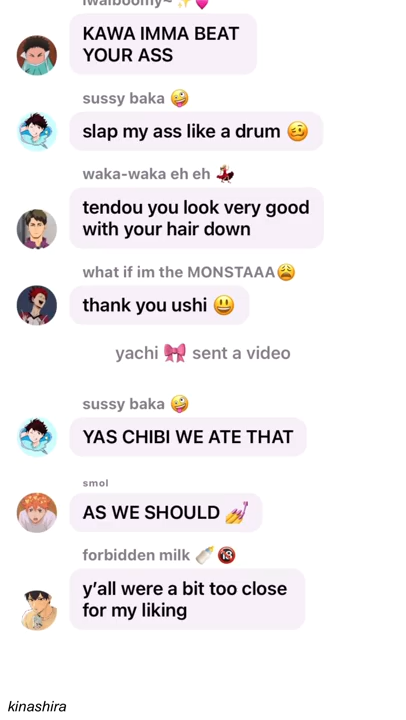 iwaiboomy~ ✨💗
KAWA IMMA BEAT
YOUR ASS
sussy baka 🤪
slap my ass like a drum 🥴
waka-waka eh eh 💃
tendou you look very good
with your hair down
what if im the MONSTAAA😩
thank you ushi 😃
yachi 🎀 sent a video
sussy baka 🤪
YAS CHIBI WE ATE THAT
smol
AS WE SHOULD 💅
forbidden milk 🍼🔞
y'all were a bit too close
for my liking
kinashira